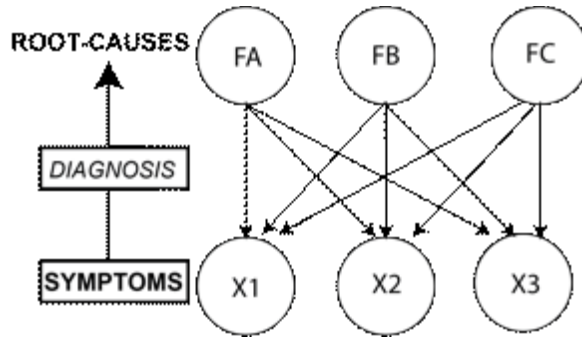 ROOT-CAUSES
FA
FB
FC
DIAGNOSIS
SYMPTOMS
X1
X2
X3